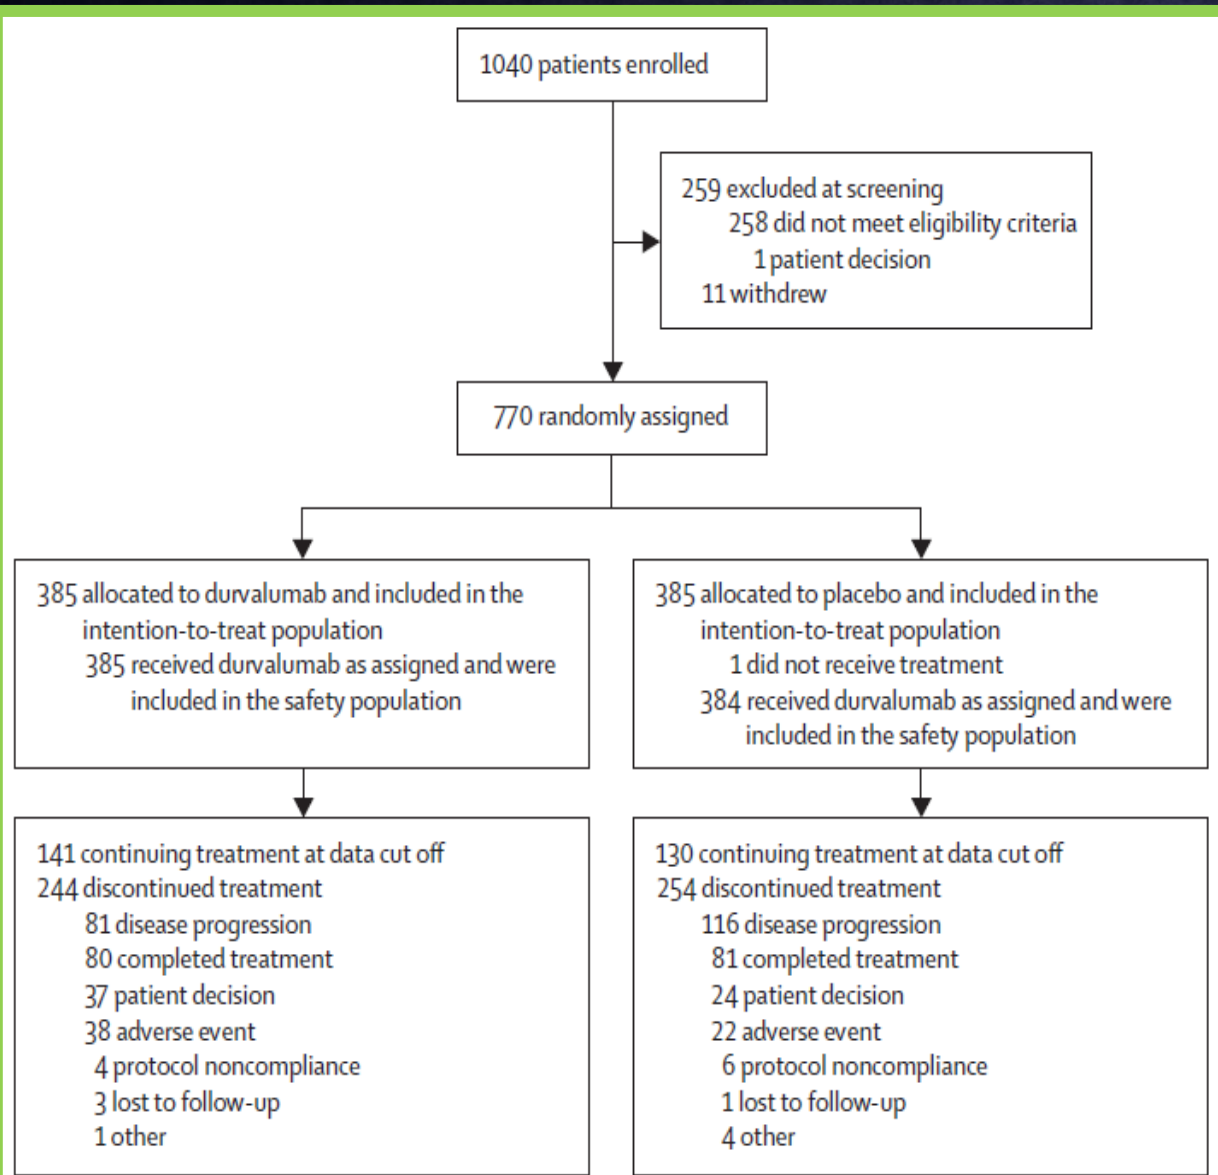 1040 patients enrolled
259 excluded at screening
258 did not meet eligibility criteria
1 patient decision
11 withdrew
770 randomly assigned
385 allocated to durvalumab and included in the
intention-to-treat population
385 received durvalumab as assigned and were
included in the safety population
385 allocated to placebo and included in the
intention-to-treat population
1 did not receive treatment
384 received durvalumab as assigned and were
included in the safety population
141 continuing treatment at data cut off
244 discontinued treatment
81 disease progression
80 completed treatment
37 patient decision
38 adverse event
4 protocol noncompliance
3 lost to follow-up
1 other
130 continuing treatment at data cut off
254 discontinued treatment
116 disease progression
81 completed treatment
24 patient decision
22 adverse event
6 protocol noncompliance
1 lost to follow-up
4 other